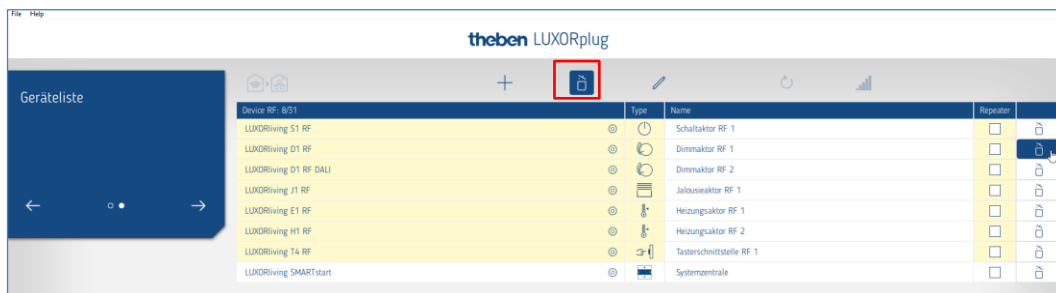 File Help
theben LUXORplug
Geräteliste
Device RF: 8/31 Type Name Repeater
LUXORliving S1 RF Schaltaktor RF 1
LUXORliving D1 RF Dimmaktor RF 1
LUXORliving D1 RF DALI Dimmaktor RF 2
LUXORliving J1 RF Jalousieaktor RF 1
LUXORliving E1 RF Heizungsaktor RF 1
LUXORliving H1 RF Heizungsaktor RF 2
LUXORliving T4 RF Tasterschnittstelle RF 1
LUXORliving SMARTstart Systemzentrale